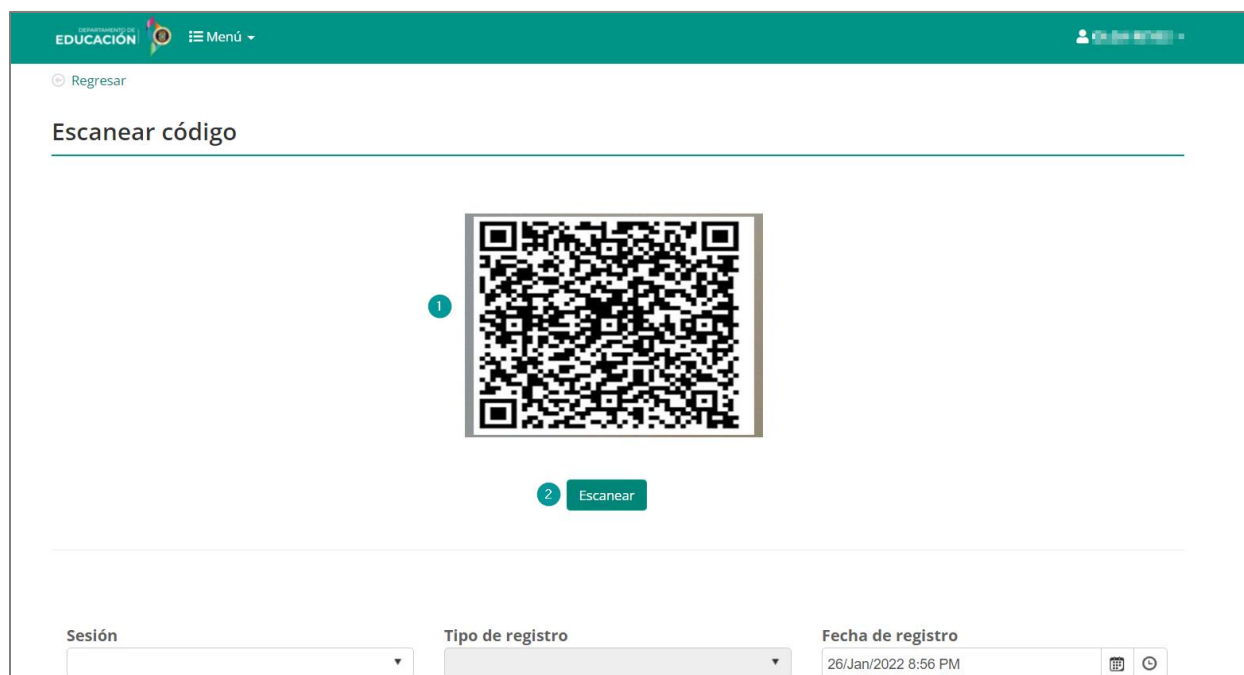 DEPARTAMENTO DE
EDUCACIÓN
Menú
Regresar
Escanear código
1
2 Escanear
Sesión Tipo de registro Fecha de registro
26/Jan/2022 8:56 PM